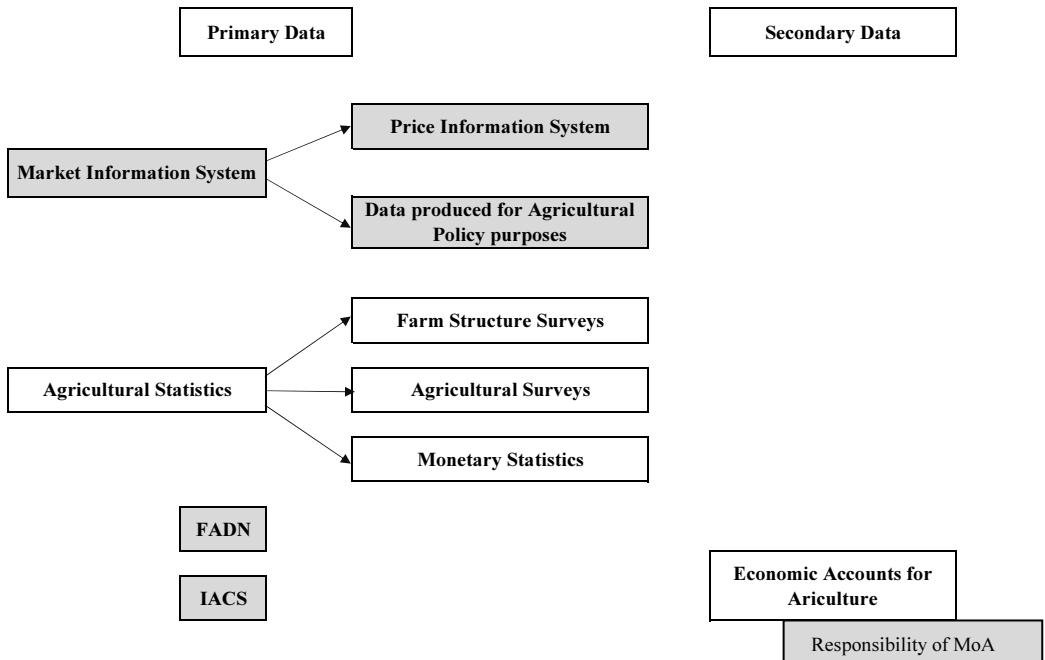 Primary Data
Secondary Data
Price Information System
Market Information System
Data produced for Agricultural
Policy purposes
Farm Structure Surveys
Agricultural Statistics
Agricultural Surveys
Monetary Statistics
FADN
IACS
Economic Accounts for
Ariculture
Responsibility of MoA